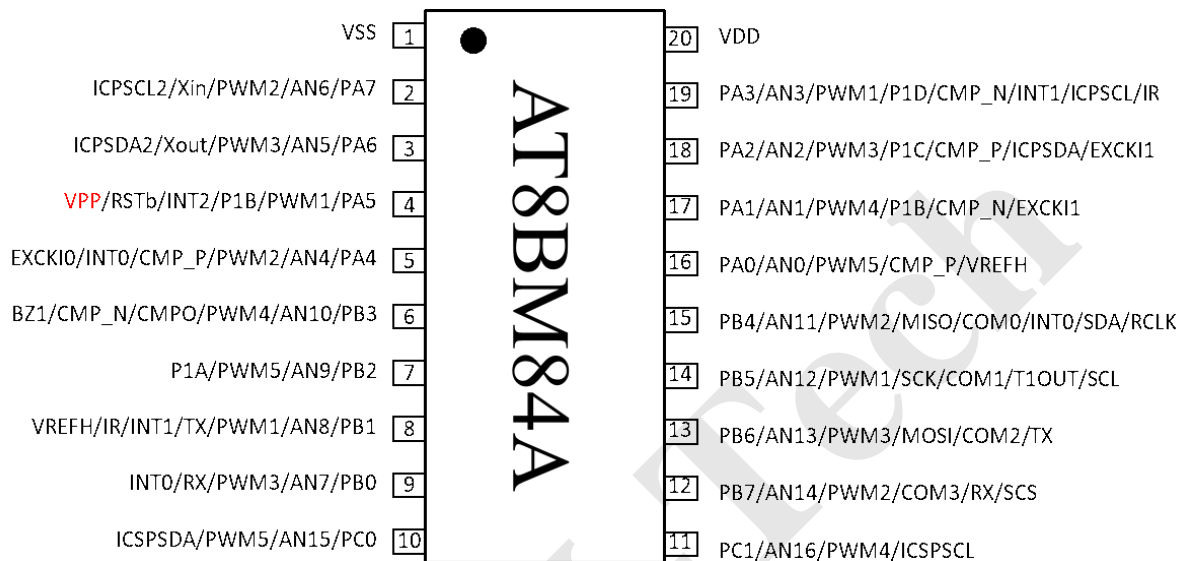 VSS 1
20 VDD
ICPSCL2/Xin/PWM2/AN6/PA7 2
19 PA3/AN3/PWM1/P1D/CMP_N/INT1/ICPSCL/IR
ICPSDA2/Xout/PWM3/AN5/PA6 3
18 PA2/AN2/PWM3/P1C/CMP_P/ICPSDA/EXCKI1
VPP/RSTb/INT2/P1B/PWM1/PA5 4
17 PA1/AN1/PWM4/P1B/CMP_N/EXCKI1
EXCKI0/INT0/CMP_P/PWM2/AN4/PA4 5
16 PA0/AN0/PWM5/CMP_P/VREFH
BZ1/CMP_N/CMPO/PWM4/AN10/PB3 6
15 PB4/AN11/PWM2/MISO/COM0/INT0/SDA/RCLK
P1A/PWM5/AN9/PB2 7
14 PB5/AN12/PWM1/SCK/COM1/T1OUT/SCL
VREFH/IR/INT1/TX/PWM1/AN8/PB1 8
13 PB6/AN13/PWM3/MOSI/COM2/TX
INT0/RX/PWM3/AN7/PB0 9
12 PB7/AN14/PWM2/COM3/RX/SCS
ICSPSDA/PWM5/AN15/PC0 10
11 PC1/AN16/PWM4/ICSPSCL
AT8BM84A
Tech